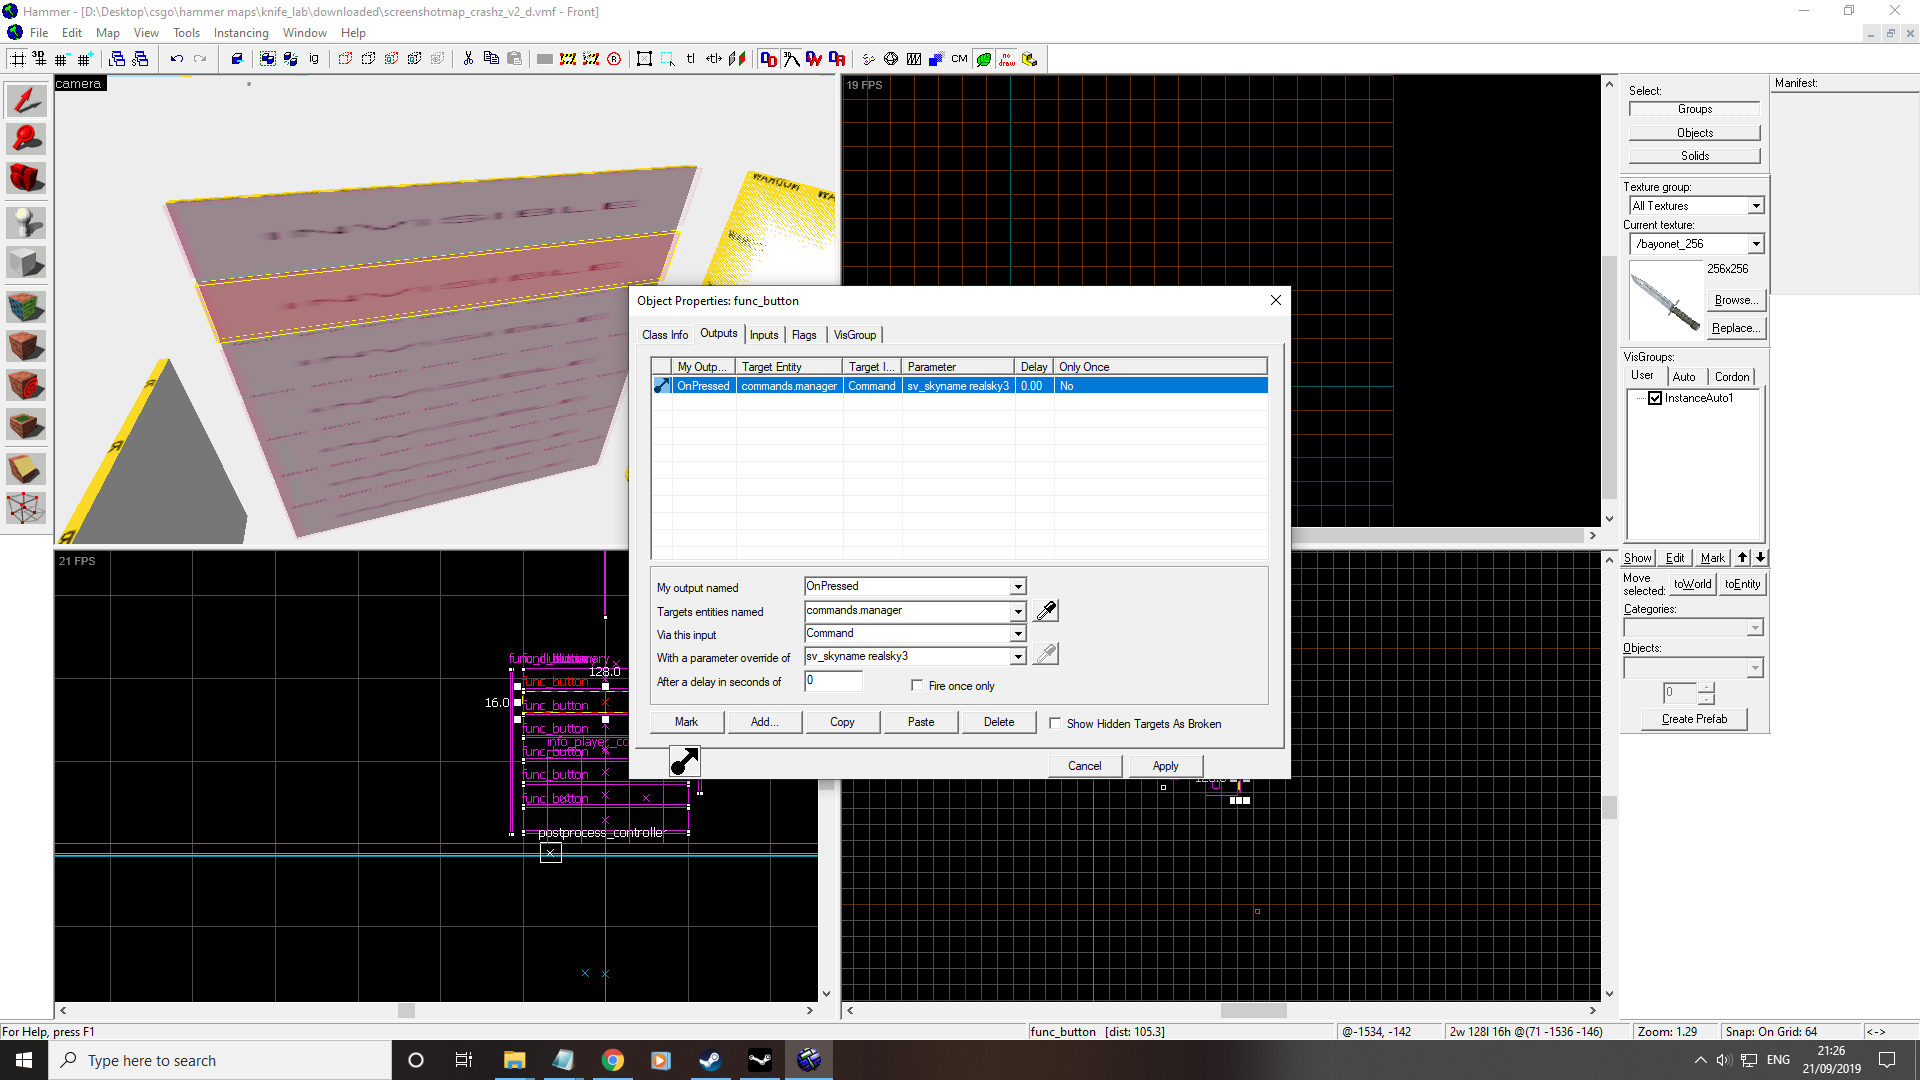 Hammer - [D:\Desktop\csgo\hammer maps\knife_lab\downloaded\screenshotmap_crashz_v2_d.vmf - Front]
File Edit Map View Tools Instancing Window Help
3D
ig
CM
no draw
camera
INVISIBLE
INVISIBLE
19 FPS
21 FPS
Object Properties: func_button
Class Info Outputs Inputs Flags VisGroup
My Outp... Target Entity Target I... Parameter Delay Only Once
OnPressed commands.manager Command sv_skyname realsky3 0.00 No
My output named OnPressed
Targets entities named commands.manager
Via this input Command
With a parameter override of sv_skyname realsky3
After a delay in seconds of 0 Fire once only
Mark Add... Copy Paste Delete Show Hidden Targets As Broken
Cancel Apply
128.0
16.0
func_button
func_button
func_button
info_player_co
func_button
func_button
func_button
postprocess_controller
Select:
Groups
Objects
Solids
Texture group:
All Textures
Current texture:
/bayonet_256
256x256
Browse...
Replace...
VisGroups:
User Auto Cordon
InstanceAuto1
Show Edit Mark
Move selected: toWorld toEntity
Categories:
Objects:
0
Create Prefab
Manifest:
For Help, press F1
func_button [dist: 105.3]
@-1534, -142
2w 128l 16h @(71 -1536 -146)
Zoom: 1.29
Snap: On Grid: 64
<->
Type here to search
ENG
21:26
21/09/2019